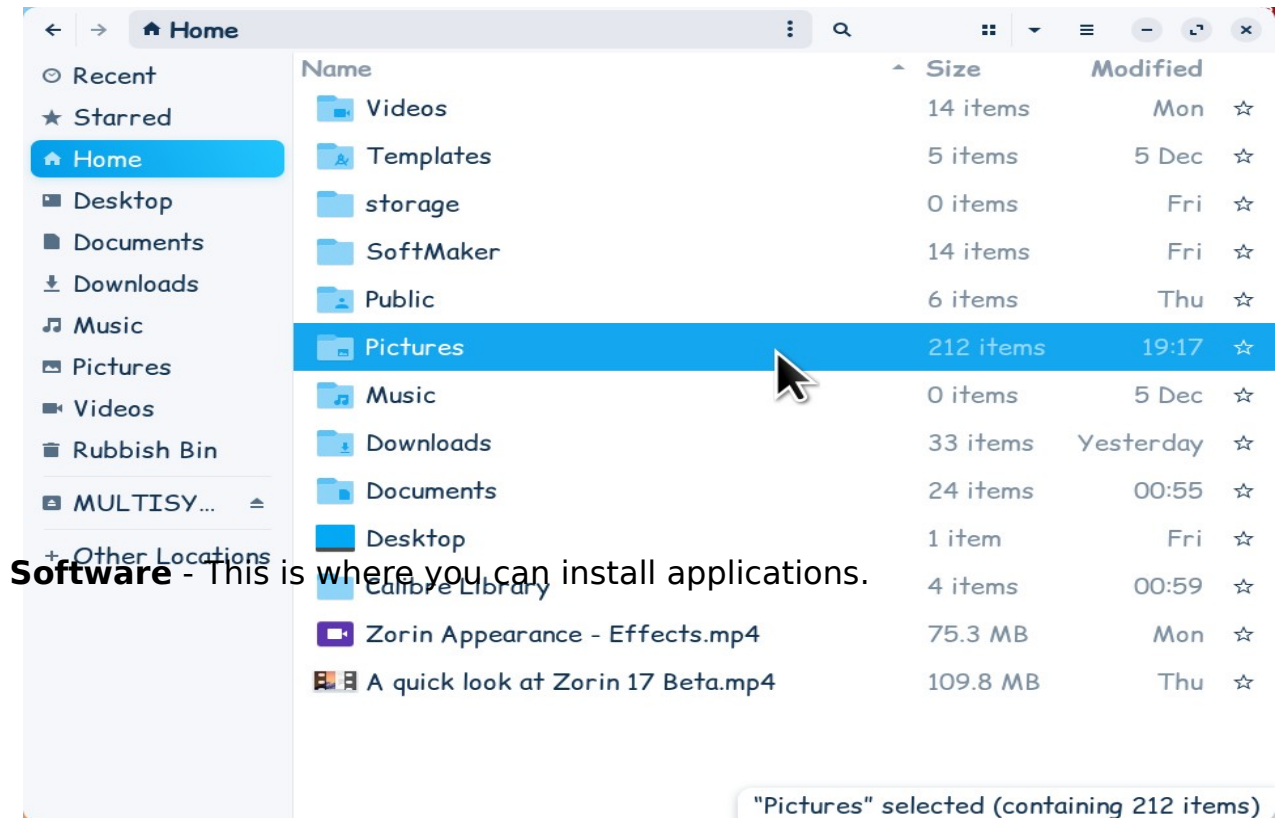 Home
Recent
Starred
Home
Desktop
Documents
Downloads
Music
Pictures
Videos
Rubbish Bin
MULTISY...
+ Other Locations
Name Size Modified
Videos 14 items Mon
Templates 5 items 5 Dec
storage 0 items Fri
SoftMaker 14 items Fri
Public 6 items Thu
Pictures 212 items 19:17
Music 0 items 5 Dec
Downloads 33 items Yesterday
Documents 24 items 00:55
Desktop 1 item Fri
Software - This is where you can install applications.
Calibre Library 4 items 00:59
Zorin Appearance - Effects.mp4 75.3 MB Mon
A quick look at Zorin 17 Beta.mp4 109.8 MB Thu
"Pictures" selected (containing 212 items)